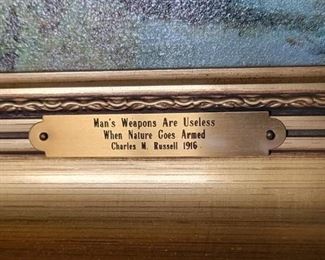 Man's Weapons Are Useless
When Nature Goes Armed
Charles M. Russell 1916